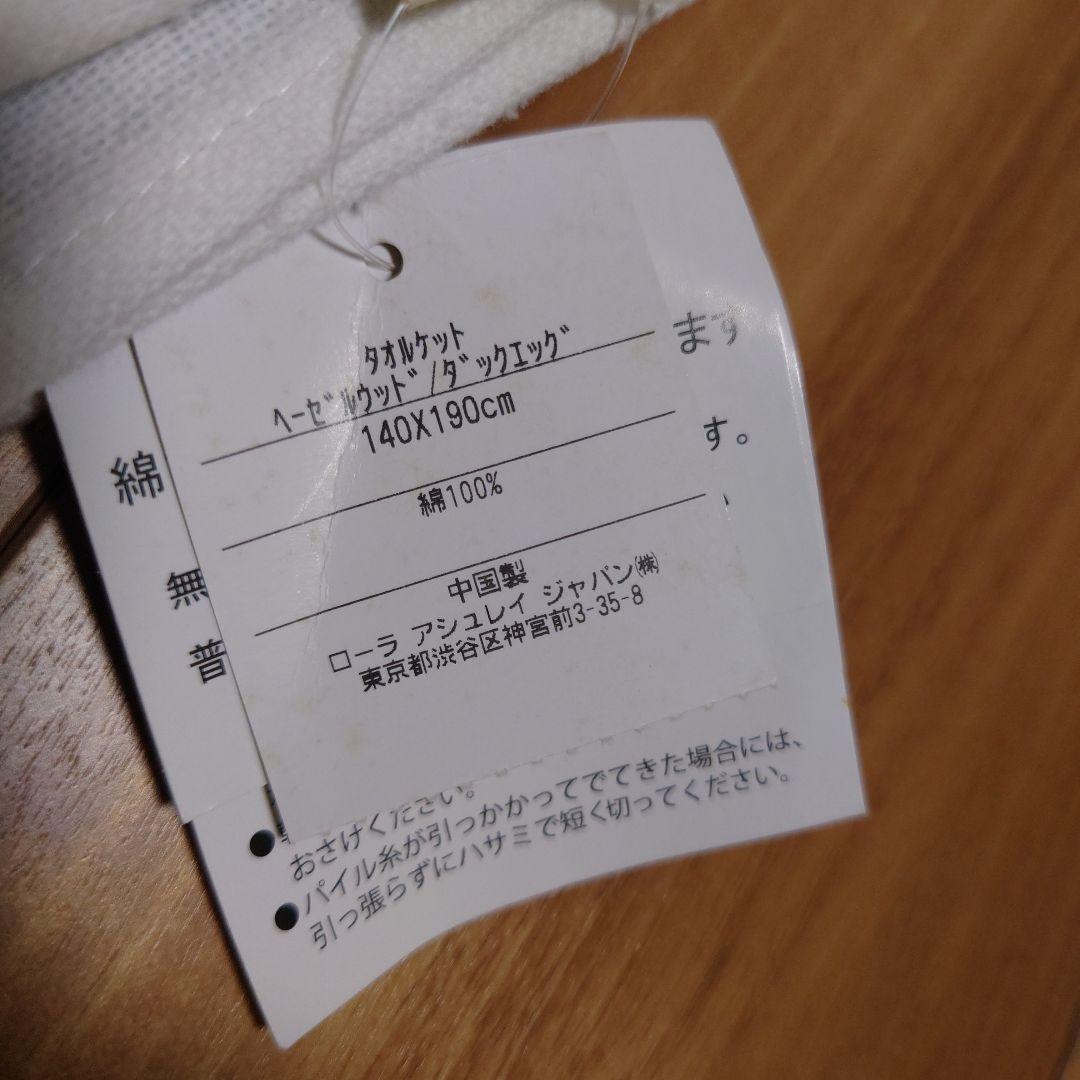 タオルケット
ヘーゼルウッド/ダックエッグ
140X190cm
綿100%
中国製
ローラ アシュレイ ジャパン㈱
東京都渋谷区神宮前3-35-8
ます
す。
、
綿
無
普
ください。
おさけください。
●パイル糸が引っかかってでてきた場合には、
引っ張らずにハサミで短く切ってください。